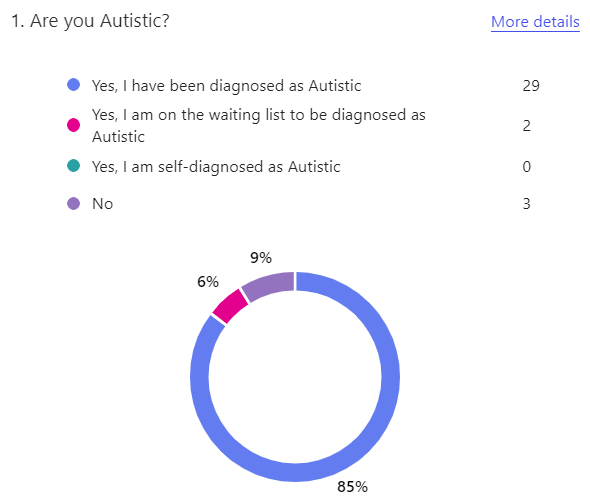 1. Are you Autistic?
More details
Yes, I have been diagnosed as Autistic 29
Yes, I am on the waiting list to be diagnosed as
Autistic 2
Yes, I am self-diagnosed as Autistic 0
No 3
9%
6%
85%